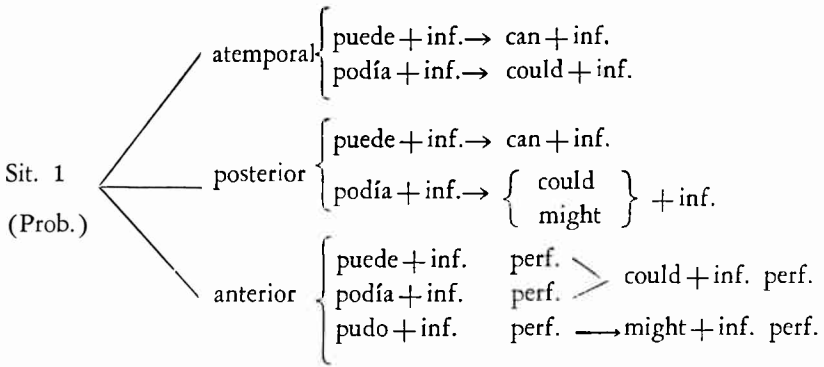 puede + inf. → can + inf.
atemporal
podía + inf. → could + inf.
puede + inf. → can + inf.
Sit. 1
posterior
podía + inf. → { could
might } + inf.
(Prob.)
puede + inf. perf.
podía + inf. perf. > could + inf. perf.
anterior
pudo + inf. perf. → might + inf. perf.